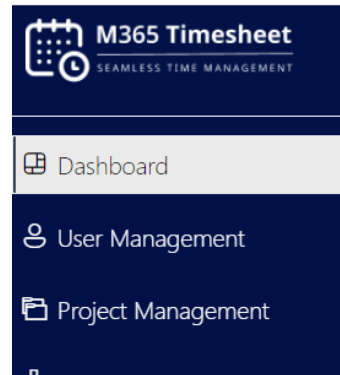 M365 Timesheet
SEAMLESS TIME MANAGEMENT
Dashboard
User Management
Project Management